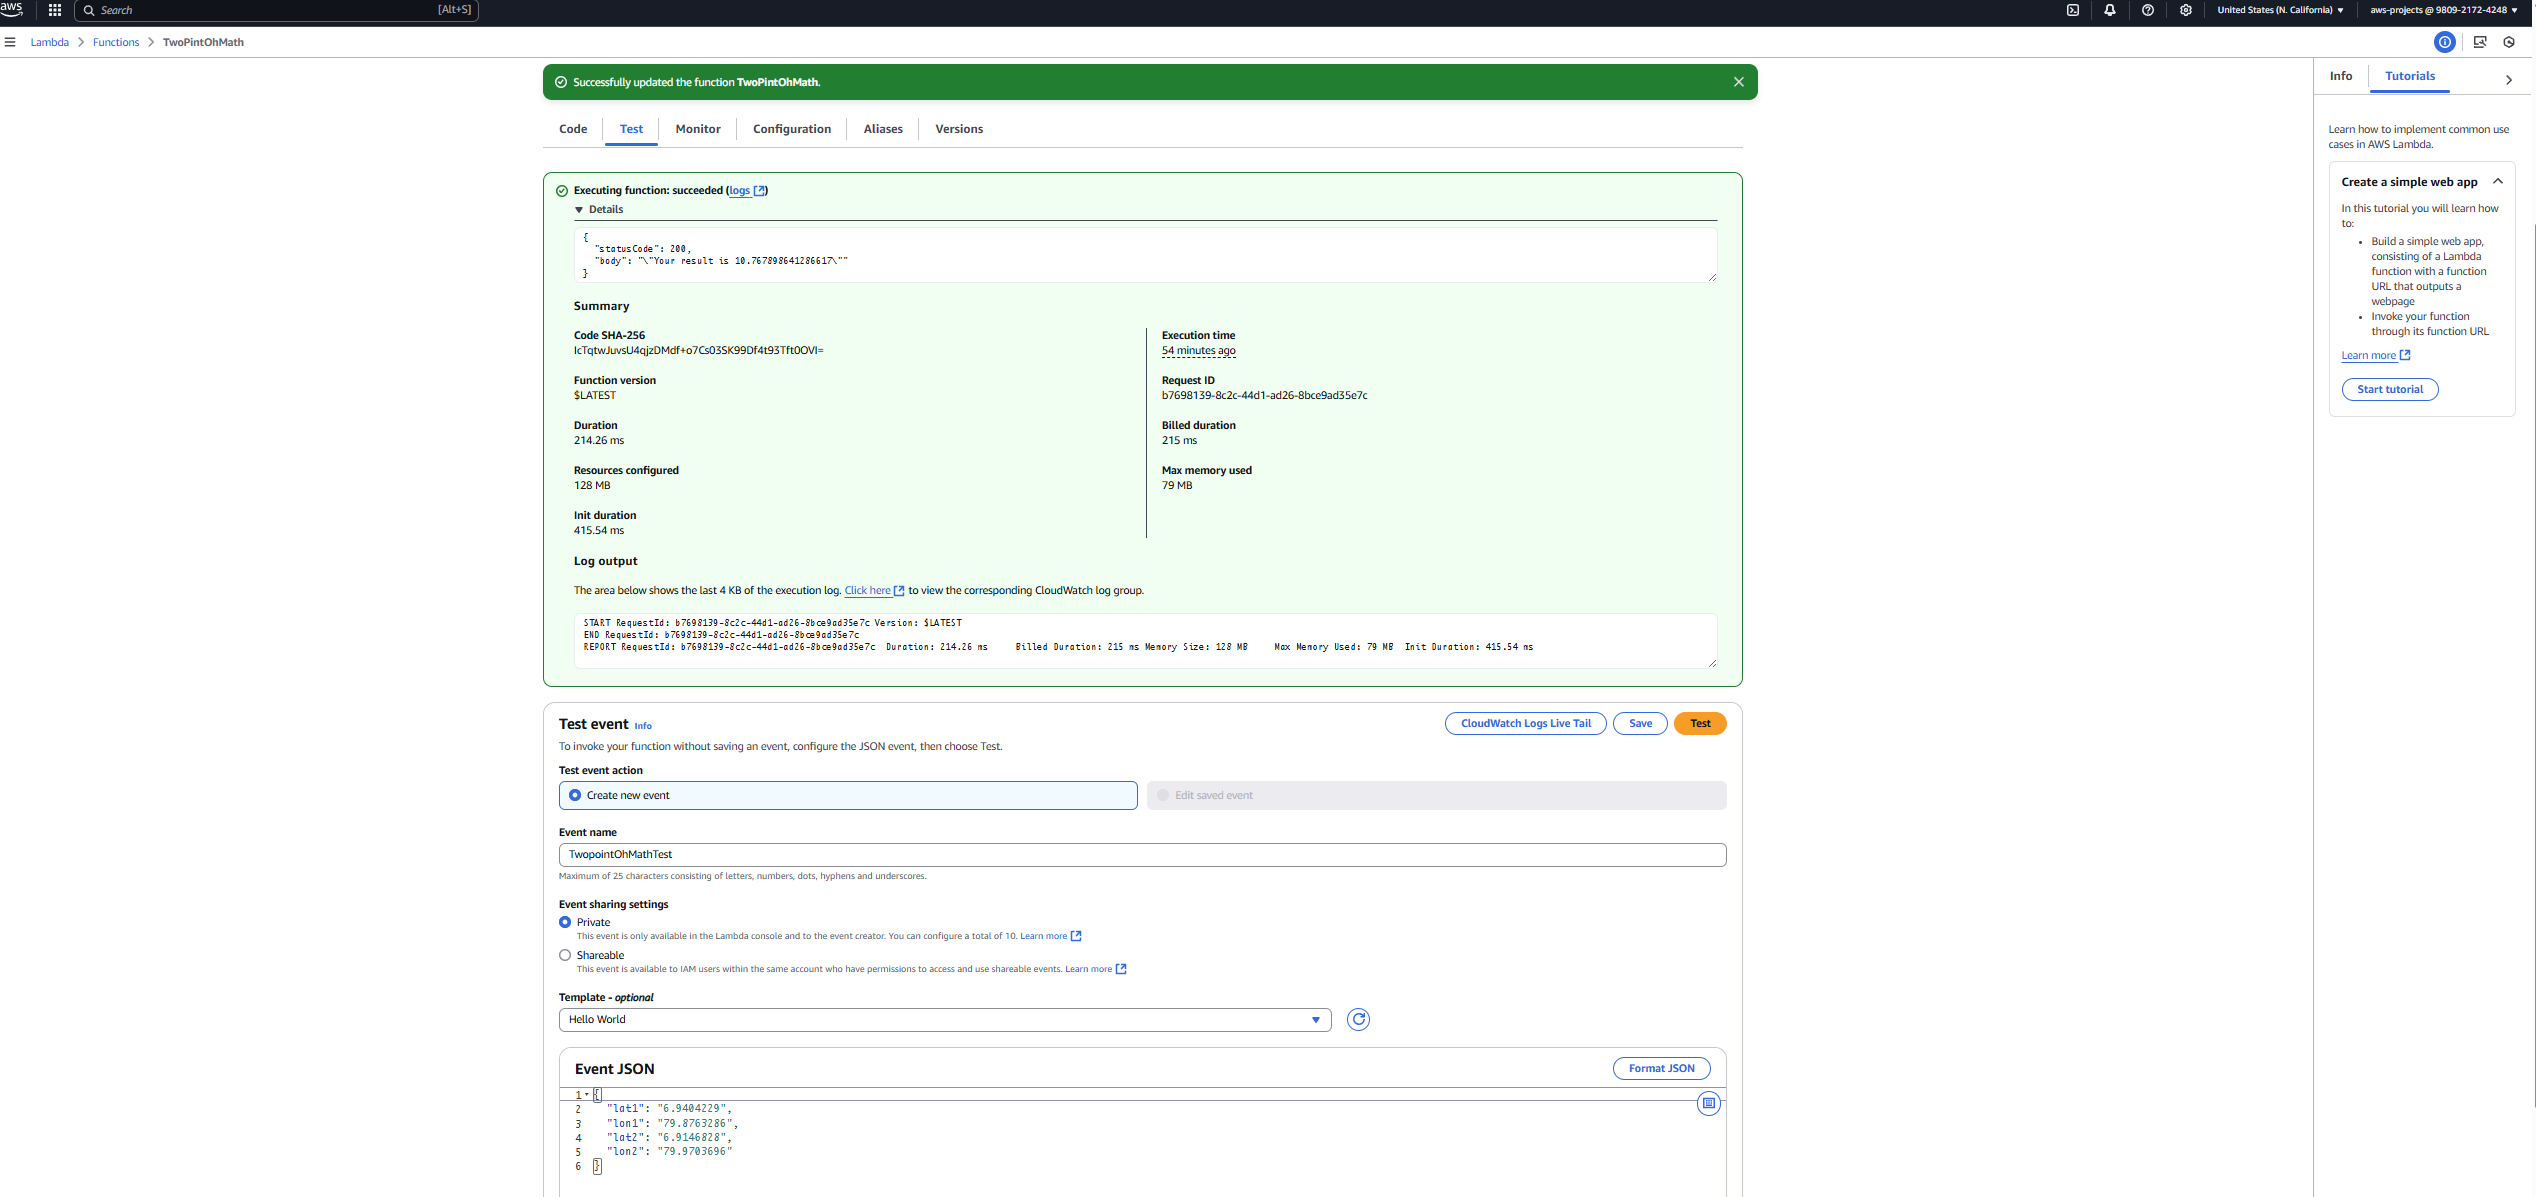 aws
Search [Alt+S]
United States (N. California) ▼
aws-projects @ 9809-2172-4248 ▼
Lambda > Functions > TwoPintOhMath
Successfully updated the function TwoPintOhMath.
Code
Test
Monitor
Configuration
Aliases
Versions
Executing function: succeeded (logs)
▼ Details
{
"statusCode": 200,
"body": "\"Your result is 10.767898641286617\""
}
Summary
Code SHA-256
IcTqtwJuvsU4qjzDMdf+o7Cs03SK99Df4t93Tft0OVI=
Execution time
54 minutes ago
Function version
$LATEST
Request ID
b7698139-8c2c-44d1-ad26-8bce9ad35e7c
Duration
214.26 ms
Billed duration
215 ms
Resources configured
128 MB
Max memory used
79 MB
Init duration
415.54 ms
Log output
The area below shows the last 4 KB of the execution log. Click here to view the corresponding CloudWatch log group.
START RequestId: b7698139-8c2c-44d1-ad26-8bce9ad35e7c Version: $LATEST
END RequestId: b7698139-8c2c-44d1-ad26-8bce9ad35e7c
REPORT RequestId: b7698139-8c2c-44d1-ad26-8bce9ad35e7c Duration: 214.26 ms Billed Duration: 215 ms Memory Size: 128 MB Max Memory Used: 79 MB Init Duration: 415.54 ms
Test event Info
CloudWatch Logs Live Tail
Save
Test
To invoke your function without saving an event, configure the JSON event, then choose Test.
Test event action
Create new event
Edit saved event
Event name
TwopointOhMathTest
Maximum of 25 characters consisting of letters, numbers, dots, hyphens and underscores.
Event sharing settings
Private
This event is only available in the Lambda console and to the event creator. You can configure a total of 10. Learn more
Shareable
This event is available to IAM users within the same account who have permissions to access and use shareable events. Learn more
Template - optional
Hello World
Event JSON
Format JSON
1 {
2 "lat1": "6.9404229",
3 "lon1": "79.8763286",
4 "lat2": "6.9146828",
5 "lon2": "79.9703696"
6 }
Info
Tutorials
Learn how to implement common use
cases in AWS Lambda.
Create a simple web app
In this tutorial you will learn how
to:
• Build a simple web app,
consisting of a Lambda
function with a function
URL that outputs a
webpage
• Invoke your function
through its function URL
Learn more
Start tutorial